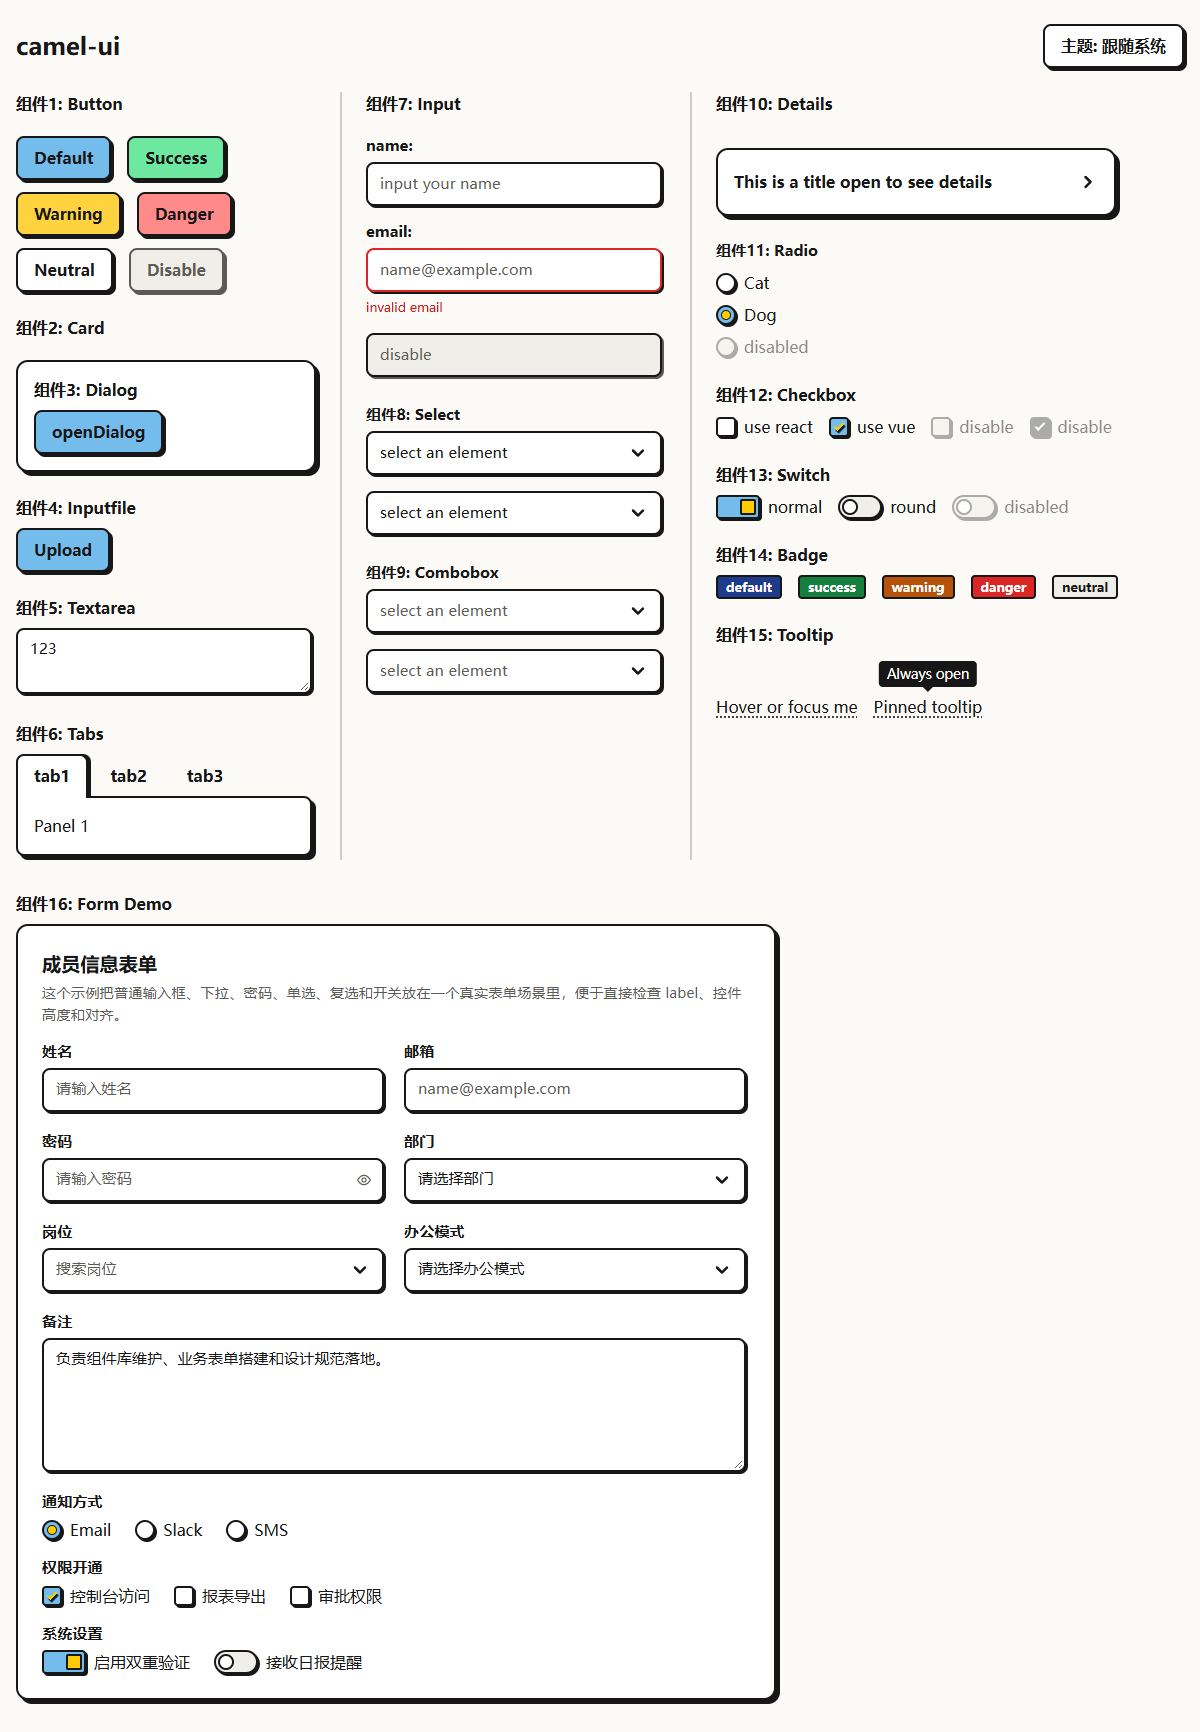 camel-ui
主题: 跟随系统
组件1: Button
Default
Success
Warning
Danger
Neutral
Disable
组件2: Card
组件3: Dialog
openDialog
组件4: Inputfile
Upload
组件5: Textarea
123
组件6: Tabs
tab1
tab2
tab3
Panel 1
组件7: Input
name:
input your name
email:
name@example.com
invalid email
disable
组件8: Select
select an element
select an element
组件9: Combobox
select an element
select an element
组件10: Details
This is a title open to see details
组件11: Radio
Cat
Dog
disabled
组件12: Checkbox
use react
use vue
disable
disable
组件13: Switch
normal
round
disabled
组件14: Badge
default
success
warning
danger
neutral
组件15: Tooltip
Always open
Hover or focus me
Pinned tooltip
组件16: Form Demo
成员信息表单
这个示例把普通输入框、下拉、密码、单选、复选和开关放在一个真实表单场景里，便于直接检查 label、控件
高度和对齐。
姓名
请输入姓名
邮箱
name@example.com
密码
请输入密码
部门
请选择部门
岗位
搜索岗位
办公模式
请选择办公模式
备注
负责组件库维护、业务表单搭建和设计规范落地。
通知方式
Email
Slack
SMS
权限开通
控制台访问
报表导出
审批权限
系统设置
启用双重验证
接收日报提醒